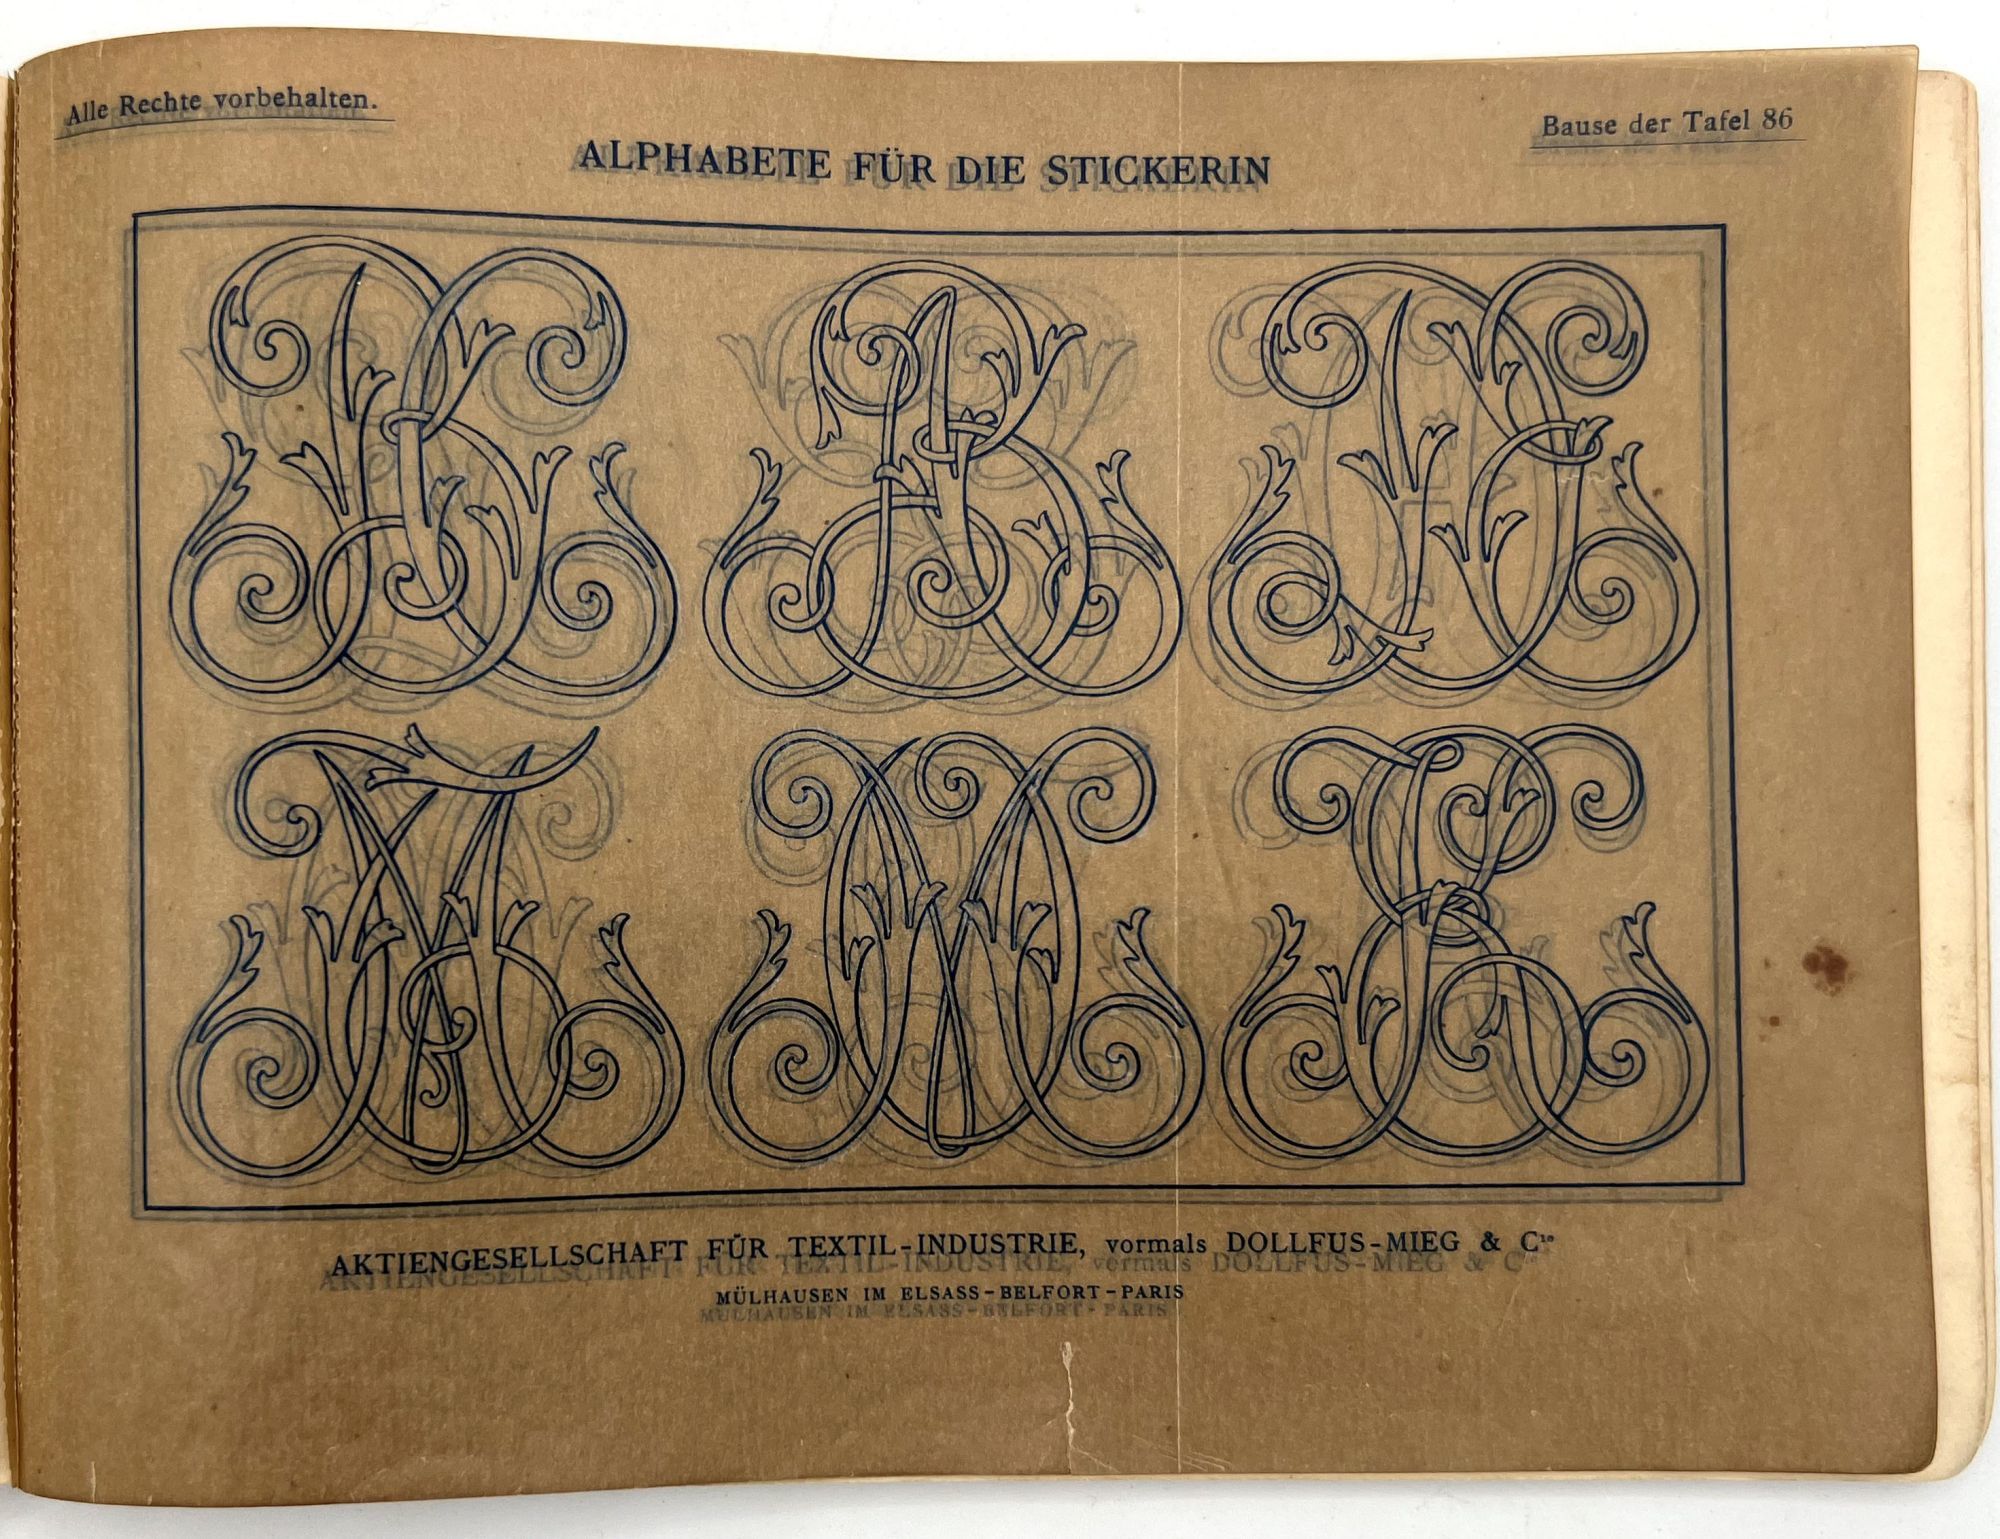 Alle Rechte vorbehalten.
Bause der Tafel 86
ALPHABETE FÜR DIE STICKERIN
AKTIENGESELLSCHAFT FÜR TEXTIL-INDUSTRIE, vormals DOLLFUS-MIEG & Cie
MÜLHAUSEN IM ELSASS-BELFORT-PARIS